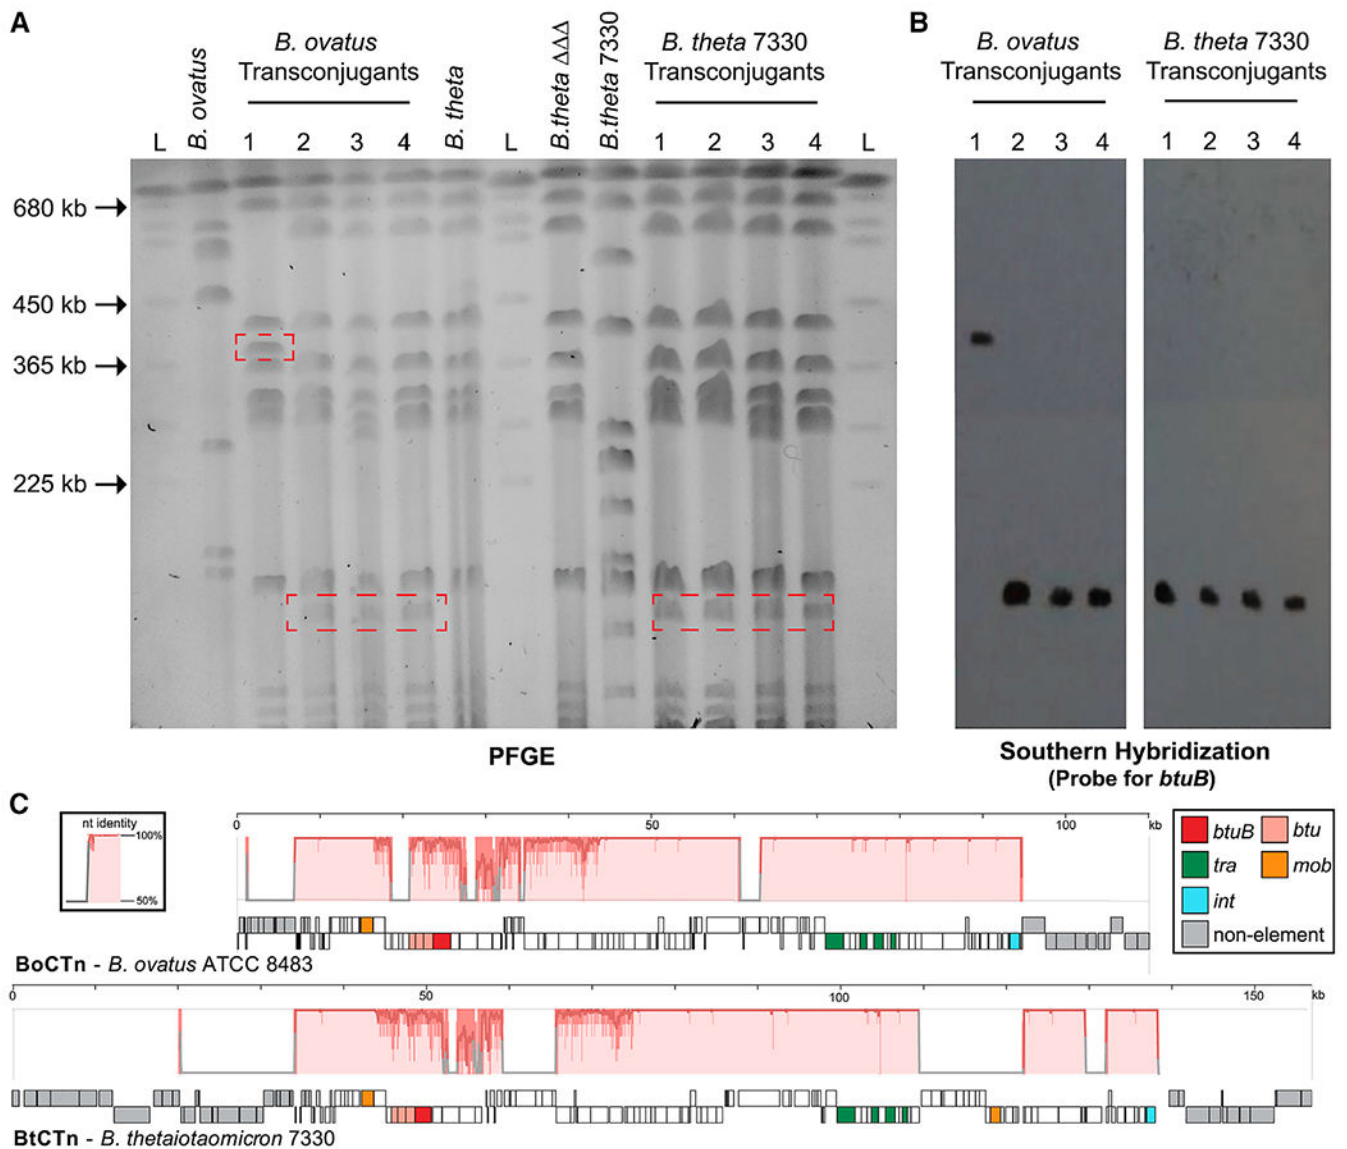 A
B. ovatus
B. ovatus
Transconjugants
1 2 3 4
B. theta
L
L
B.theta ΔΔΔ
B.theta 7330
B. theta 7330
Transconjugants
1 2 3 4
L
680 kb
450 kb
365 kb
225 kb
PFGE
B
B. ovatus
Transconjugants
1 2 3 4
B. theta 7330
Transconjugants
1 2 3 4
Southern Hybridization
(Probe for btuB)
C
nt identity
100%
50%
0 50 100 kb
BoCTn - B. ovatus ATCC 8483
0 50 100 150 kb
BtCTn - B. thetaiotaomicron 7330
btuB btu
tra mob
int
non-element